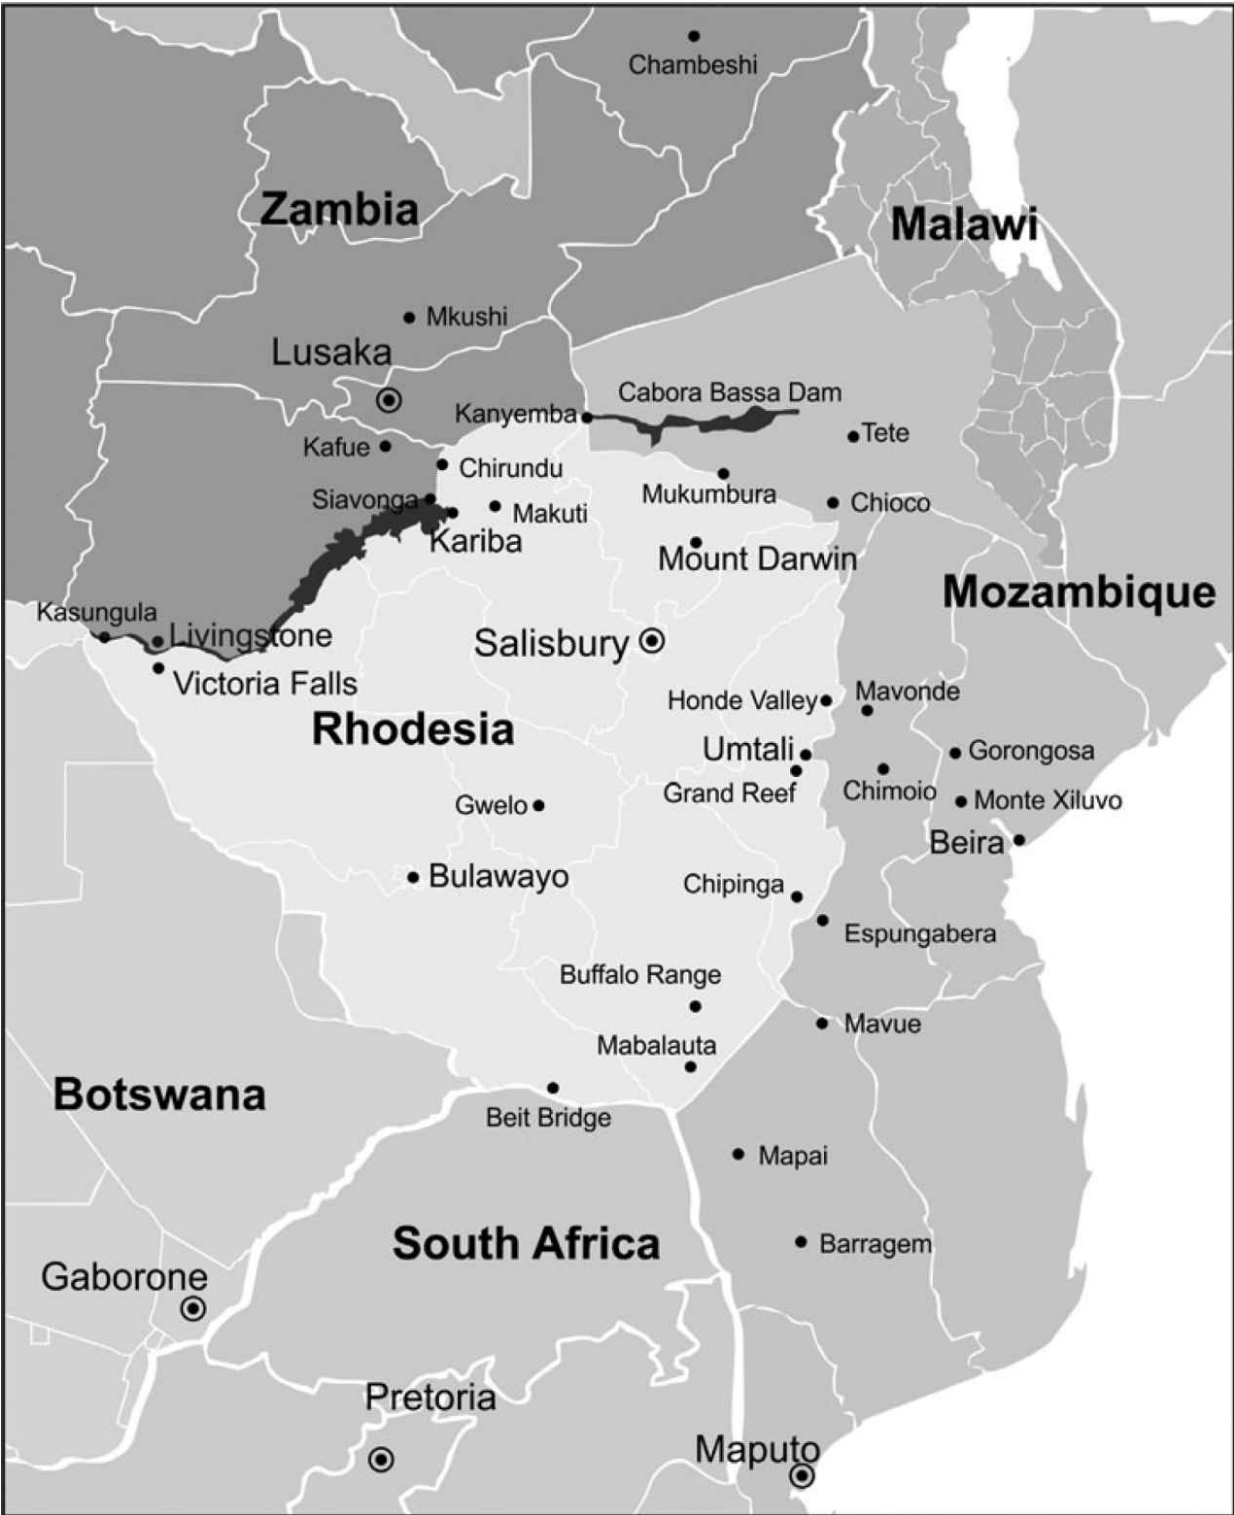 Chambeshi
Zambia
Malawi
Mkushi
Lusaka
Cabora Bassa Dam
Kanyemba
Tete
Kafue
Chirundu
Mukumbura
Siavonga
Makuti
Chioco
Kariba
Mount Darwin
Mozambique
Kasungula
Livingstone
Salisbury
Victoria Falls
Honde Valley
Mavonde
Rhodesia
Umtali
Gorongosa
Grand Reef
Chimoio
Monte Xiluvo
Gwelo
Beira
Bulawayo
Chipinga
Espungabera
Buffalo Range
Mavue
Mabalauta
Botswana
Beit Bridge
Mapai
South Africa
Barragem
Gaborone
Pretoria
Maputo